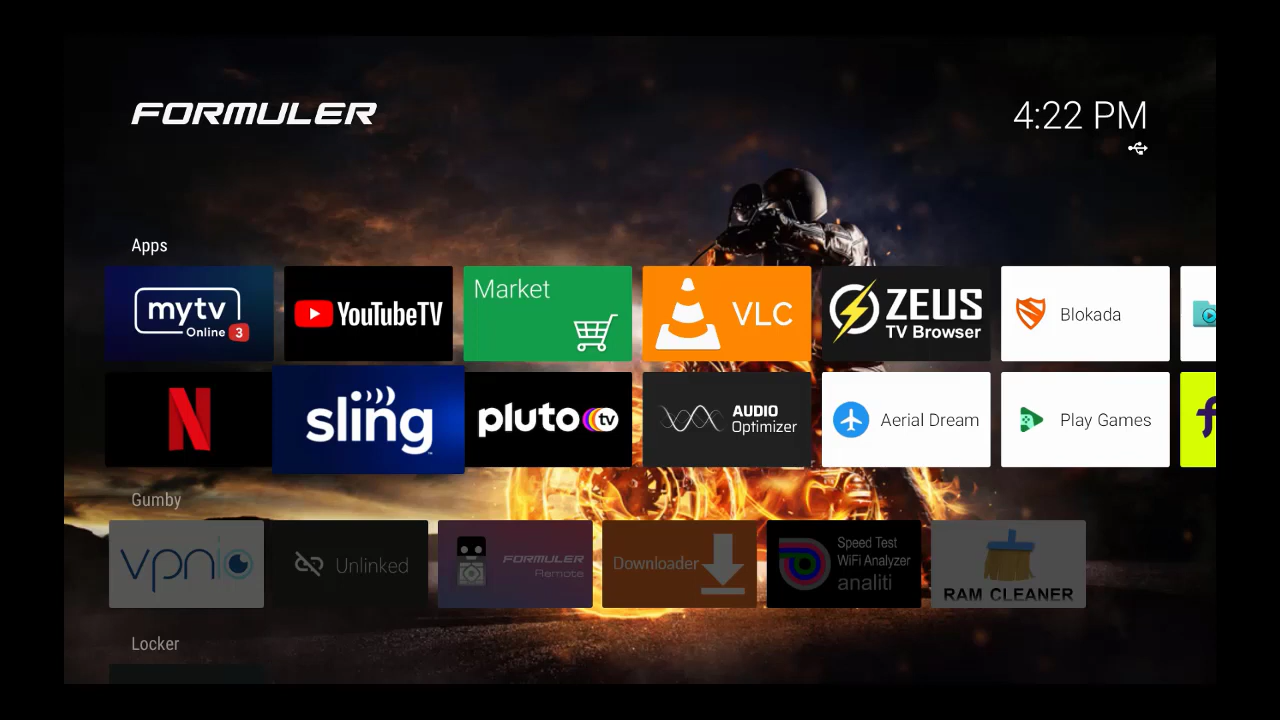 FORMULER
4:22 PM
Apps
mytv
Online 3
YouTubeTV
Market
VLC
ZEUS
TV Browser
Blokada
N
sling
pluto tv
AUDIO
Optimizer
Aerial Dream
Play Games
f
Gumby
vpnio
Unlinked
FORMULER
Remote
Downloader
Speed Test
WiFi Analyzer
analiti
RAM CLEANER
Locker